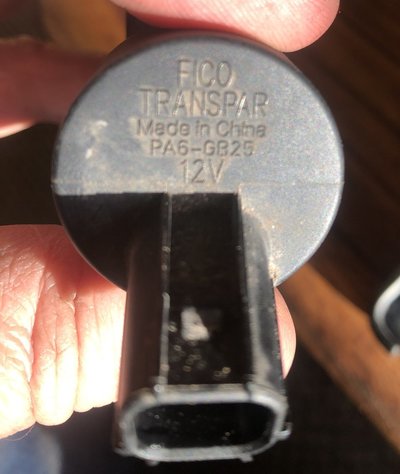 FICO
TRANSPAR
Made in China
PA6-GB25
12V